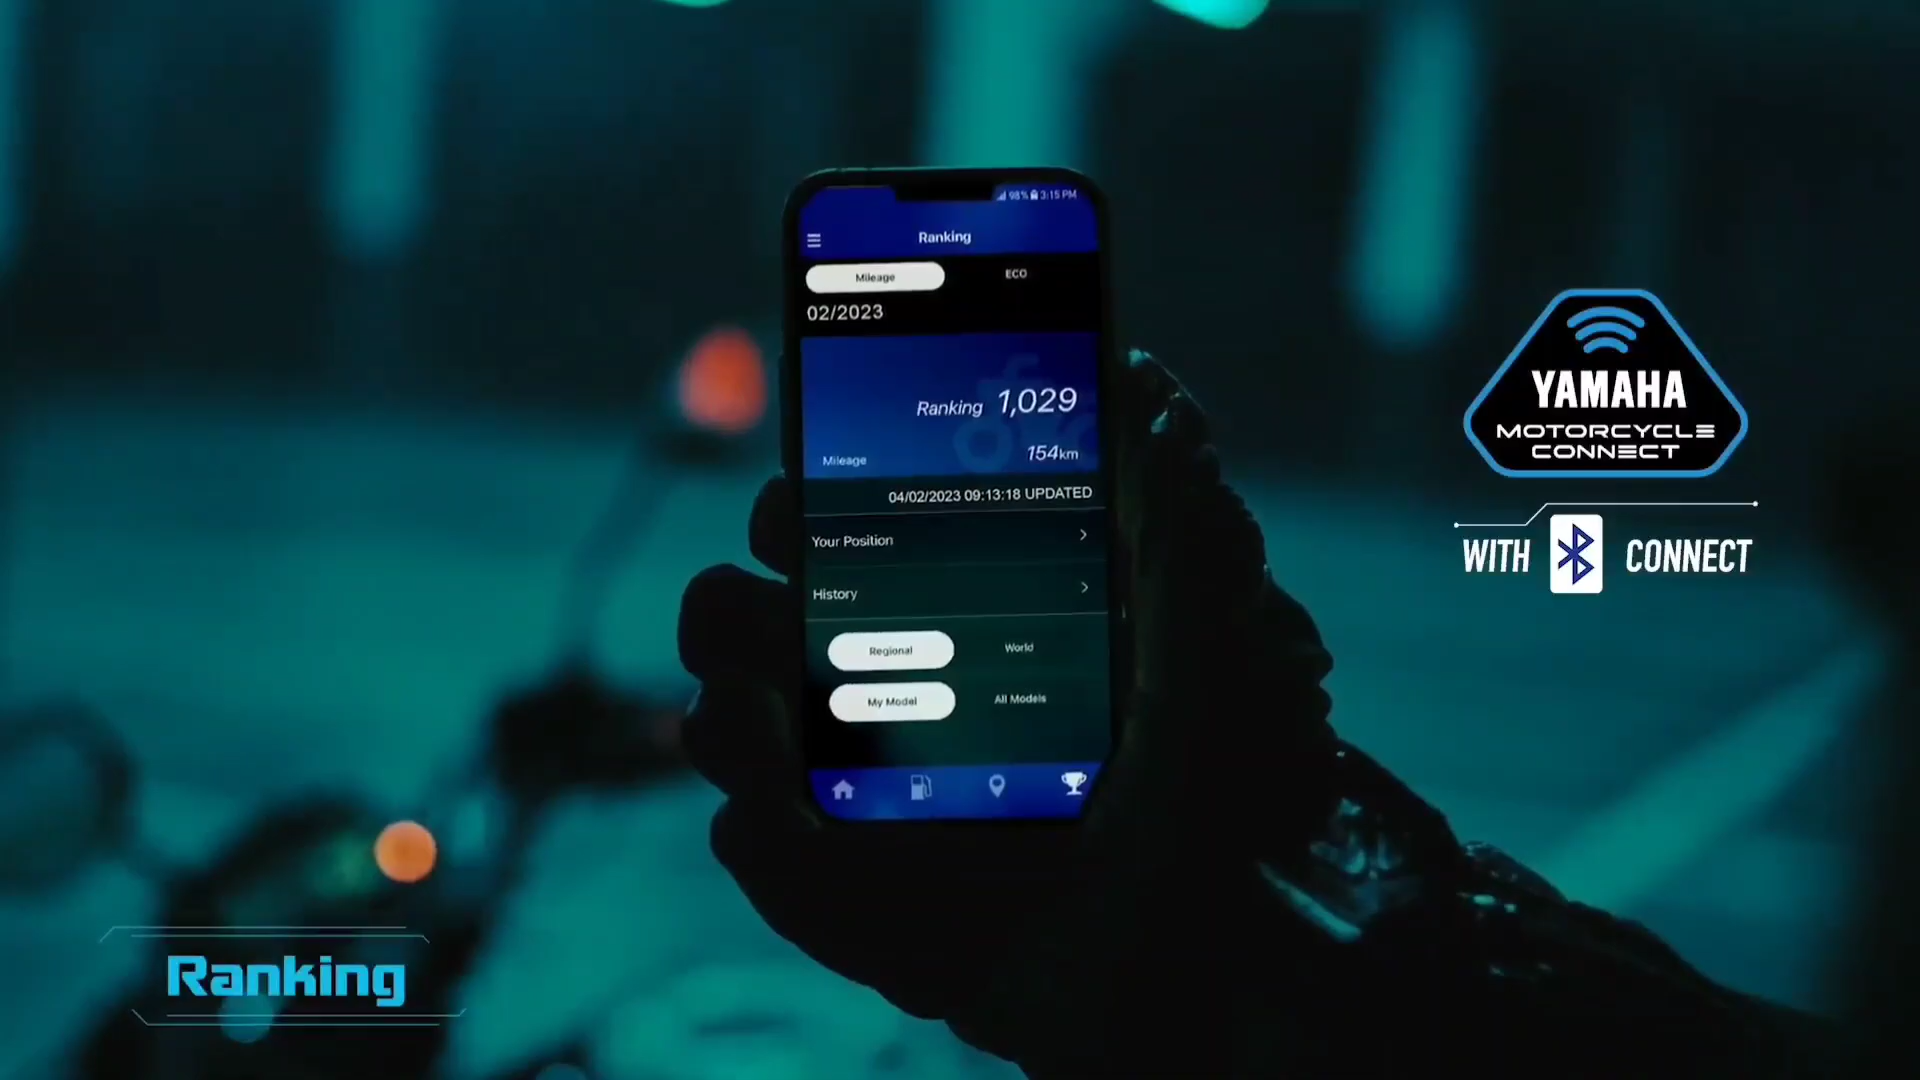 98% 3:15 PM
Ranking
Mileage ECO
02/2023
Ranking 1,029
Mileage 154km
04/02/2023 09:13:18 UPDATED
Your Position
History
Regional World
My Model All Models
YAMAHA
MOTORCYCLE
CONNECT
WITH CONNECT
Ranking